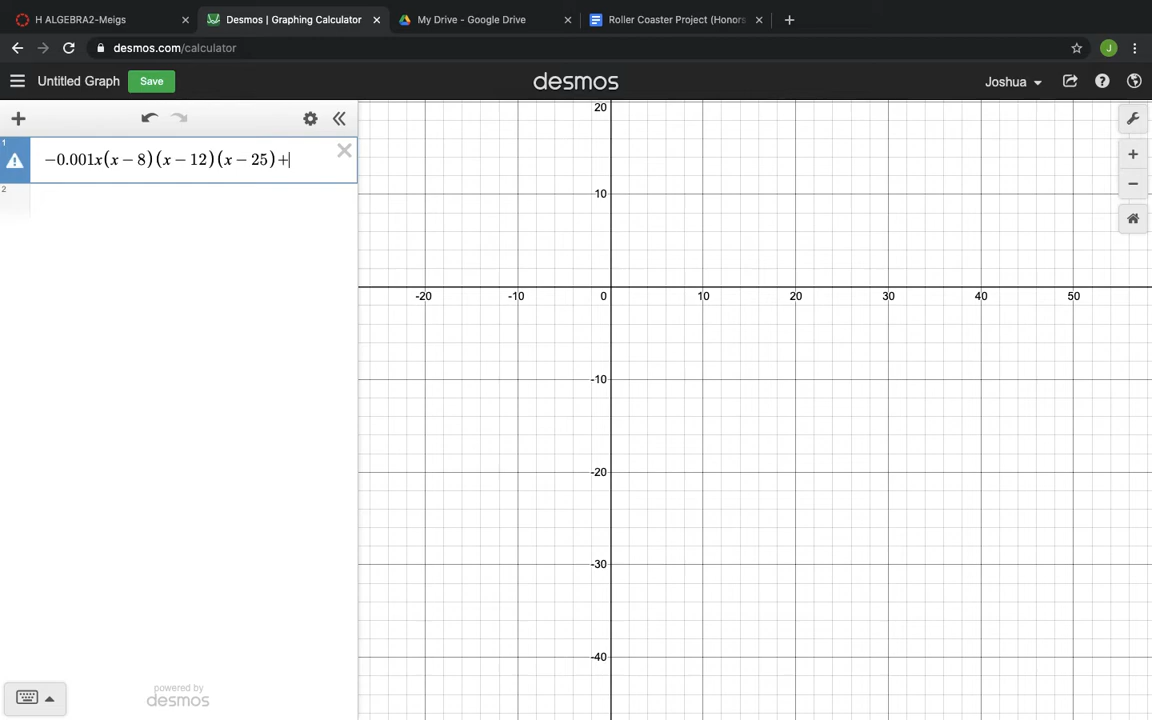 H ALGEBRA2-Meigs
Desmos | Graphing Calculator
My Drive - Google Drive
Roller Coaster Project (Honors
desmos.com/calculator
J
Untitled Graph
Save
desmos
Joshua
1
−0.001x(x − 8)(x − 12)(x − 25) +
2
20
10
-20
-10
0
10
20
30
40
50
-10
-20
-30
-40
powered by
desmos